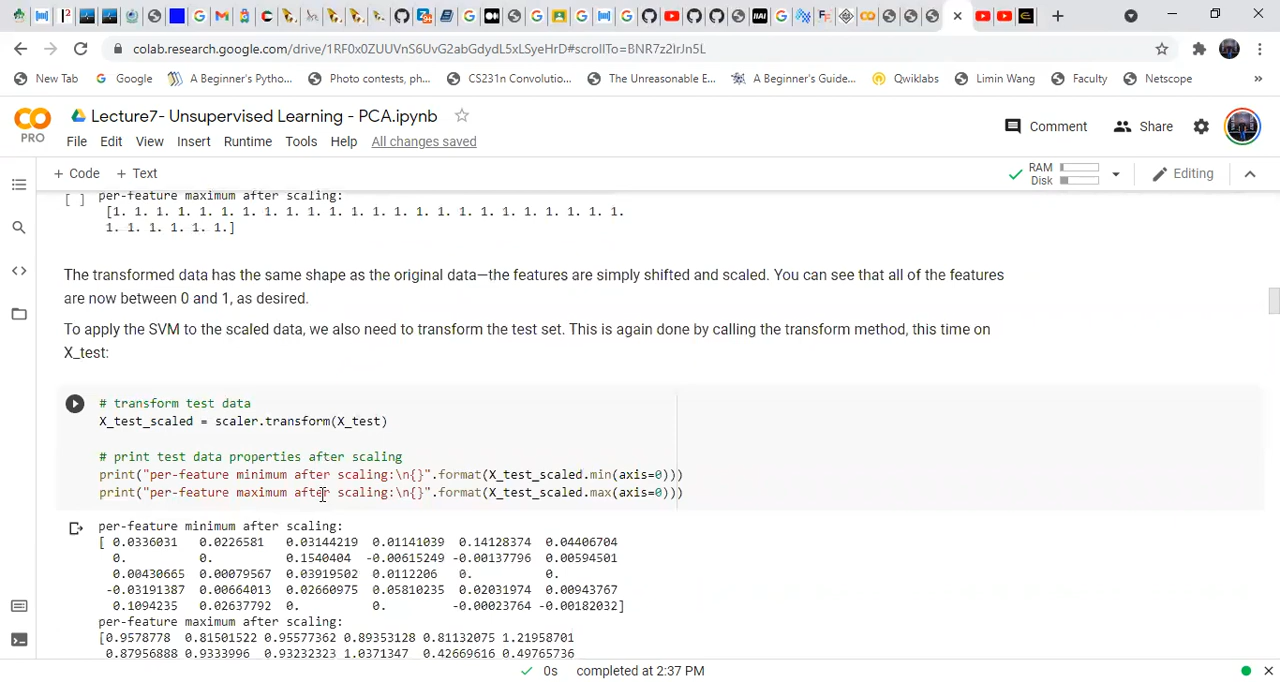 colab.research.google.com/drive/1RF0x0ZUUVnS6UvG2abGdydL5xLSyeHrD#scrollTo=BNR7z2IrJn5L
New Tab Google A Beginner's Pyth... Photo contests, ph... CS231n Convolutio... The Unreasonable E... A Beginner's Guide... Qwiklabs Limin Wang Faculty Netscope »
CO PRO Lecture7- Unsupervised Learning - PCA.ipynb
Comment Share
File Edit View Insert Runtime Tools Help All changes saved
+ Code + Text RAM Disk Editing
per-feature maximum after scaling:
[ ] [1. 1. 1. 1. 1. 1. 1. 1. 1. 1. 1. 1. 1. 1. 1. 1. 1. 1. 1. 1. 1. 1. 1. 1.
1. 1. 1. 1. 1. 1.]
The transformed data has the same shape as the original data—the features are simply shifted and scaled. You can see that all of the features
are now between 0 and 1, as desired.
To apply the SVM to the scaled data, we also need to transform the test set. This is again done by calling the transform method, this time on
X_test:
# transform test data
X_test_scaled = scaler.transform(X_test)
# print test data properties after scaling
print("per-feature minimum after scaling:\n{}".format(X_test_scaled.min(axis=0)))
print("per-feature maximum after scaling:\n{}".format(X_test_scaled.max(axis=0)))
per-feature minimum after scaling:
[ 0.0336031 0.0226581 0.03144219 0.01141039 0.14128374 0.04406704
0. 0. 0.1540404 -0.00615249 -0.00137796 0.00594501
0.00430665 0.00079567 0.03919502 0.0112206 0. 0.
-0.03191387 0.00664013 0.02660975 0.05810235 0.02031974 0.00943767
0.1094235 0.02637792 0. 0. -0.00023764 -0.00182032]
per-feature maximum after scaling:
[0.9578778 0.81501522 0.95577362 0.89353128 0.81132075 1.21958701
0.87956888 0.9333996 0.93232323 1.0371347 0.42669616 0.49765736
0s completed at 2:37 PM